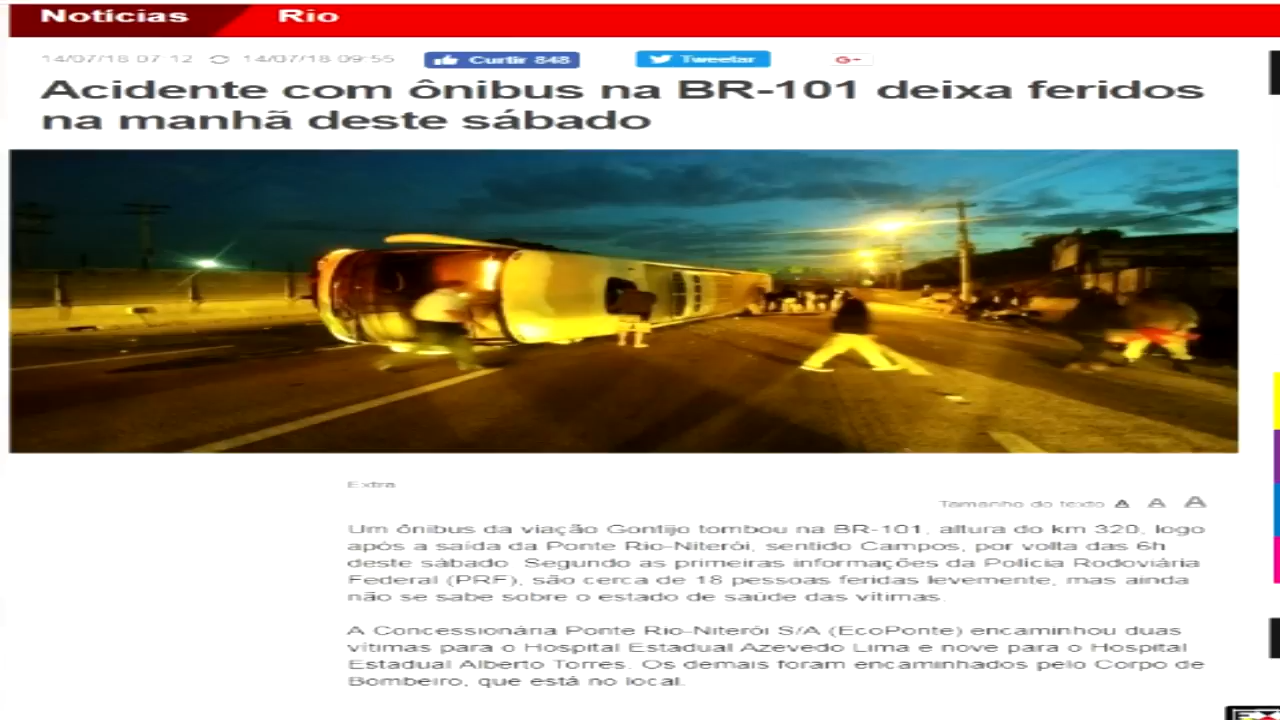 Notícias Rio
14/07/18 07:12 14/07/18 09:55 Curtir 848 Tweetar G+
Acidente com ônibus na BR-101 deixa feridos
na manhã deste sábado
Extra
Tamanho do texto A A A
Um ônibus da viação Gontijo tombou na BR-101, altura do km 320, logo
após a saída da Ponte Rio-Niterói, sentido Campos, por volta das 6h
deste sábado. Segundo as primeiras informações da Polícia Rodoviária
Federal (PRF), são cerca de 18 pessoas feridas levemente, mas ainda
não se sabe sobre o estado de saúde das vítimas.
A Concessionária Ponte Rio-Niterói S/A (EcoPonte) encaminhou duas
vítimas para o Hospital Estadual Azevedo Lima e nove para o Hospital
Estadual Alberto Torres. Os demais foram encaminhados pelo Corpo de
Bombeiro, que está no local.